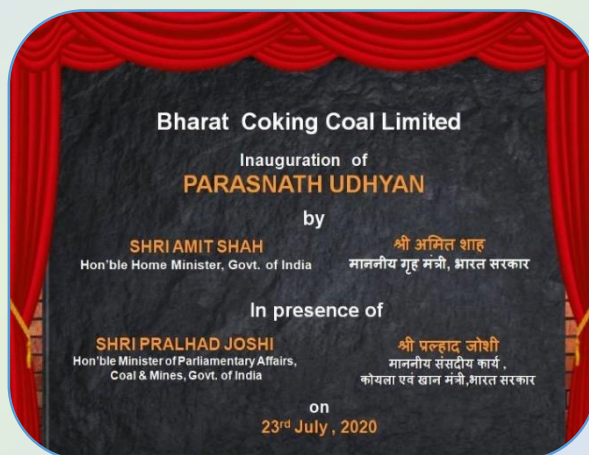 Bharat Coking Coal Limited
Inauguration of
PARASNATH UDHYAN
by
SHRI AMIT SHAH
Hon'ble Home Minister, Govt. of India
श्री अमित शाह
माननीय गृह मंत्री, भारत सरकार
In presence of
SHRI PRALHAD JOSHI
Hon'ble Minister of Parliamentary Affairs,
Coal & Mines, Govt. of India
श्री प्रल्हाद जोशी
माननीय संसदीय कार्य ,
कोयला एवं खान मंत्री,भारत सरकार
on
23rd July , 2020